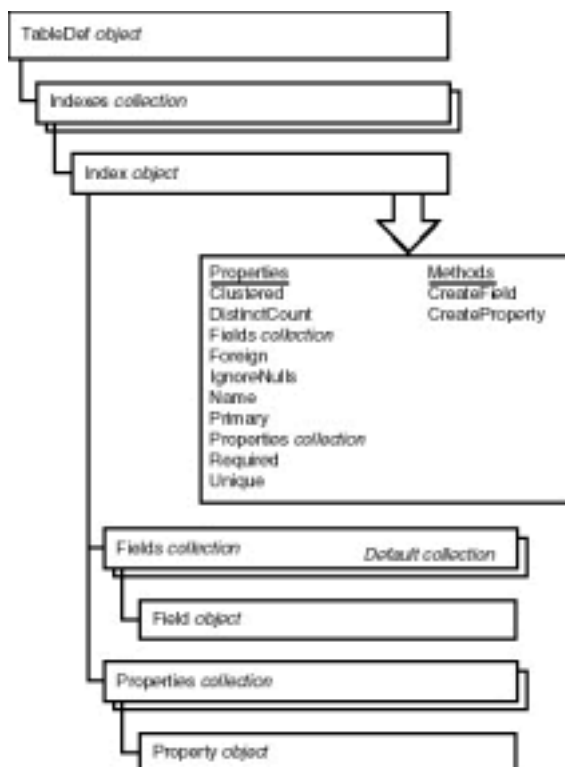 TableDef object
Indexes collection
Index object
Properties
Clustered
DistinctCount
Fields collection
Foreign
IgnoreNulls
Name
Primary
Properties collection
Required
Unique
Methods
CreateField
CreateProperty
Fields collection Default collection
Field object
Properties collection
Property object